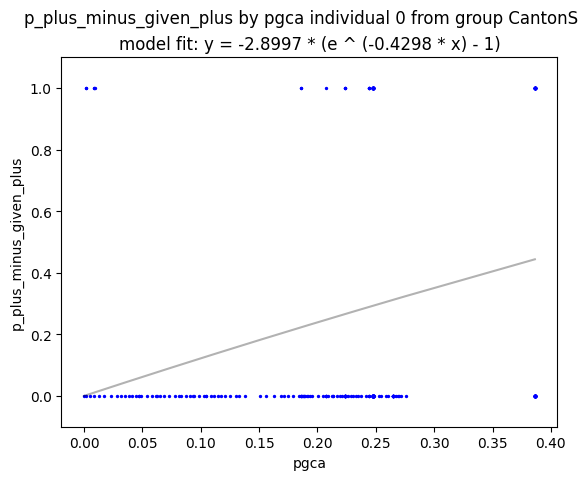 p_plus_minus_given_plus by pgca individual 0 from group CantonS
model fit: y = -2.8997 * (e ^ (-0.4298 * x) - 1)
1.0
0.8
0.6
0.4
0.2
0.0
p_plus_minus_given_plus
0.00 0.05 0.10 0.15 0.20 0.25 0.30 0.35 0.40
pgca